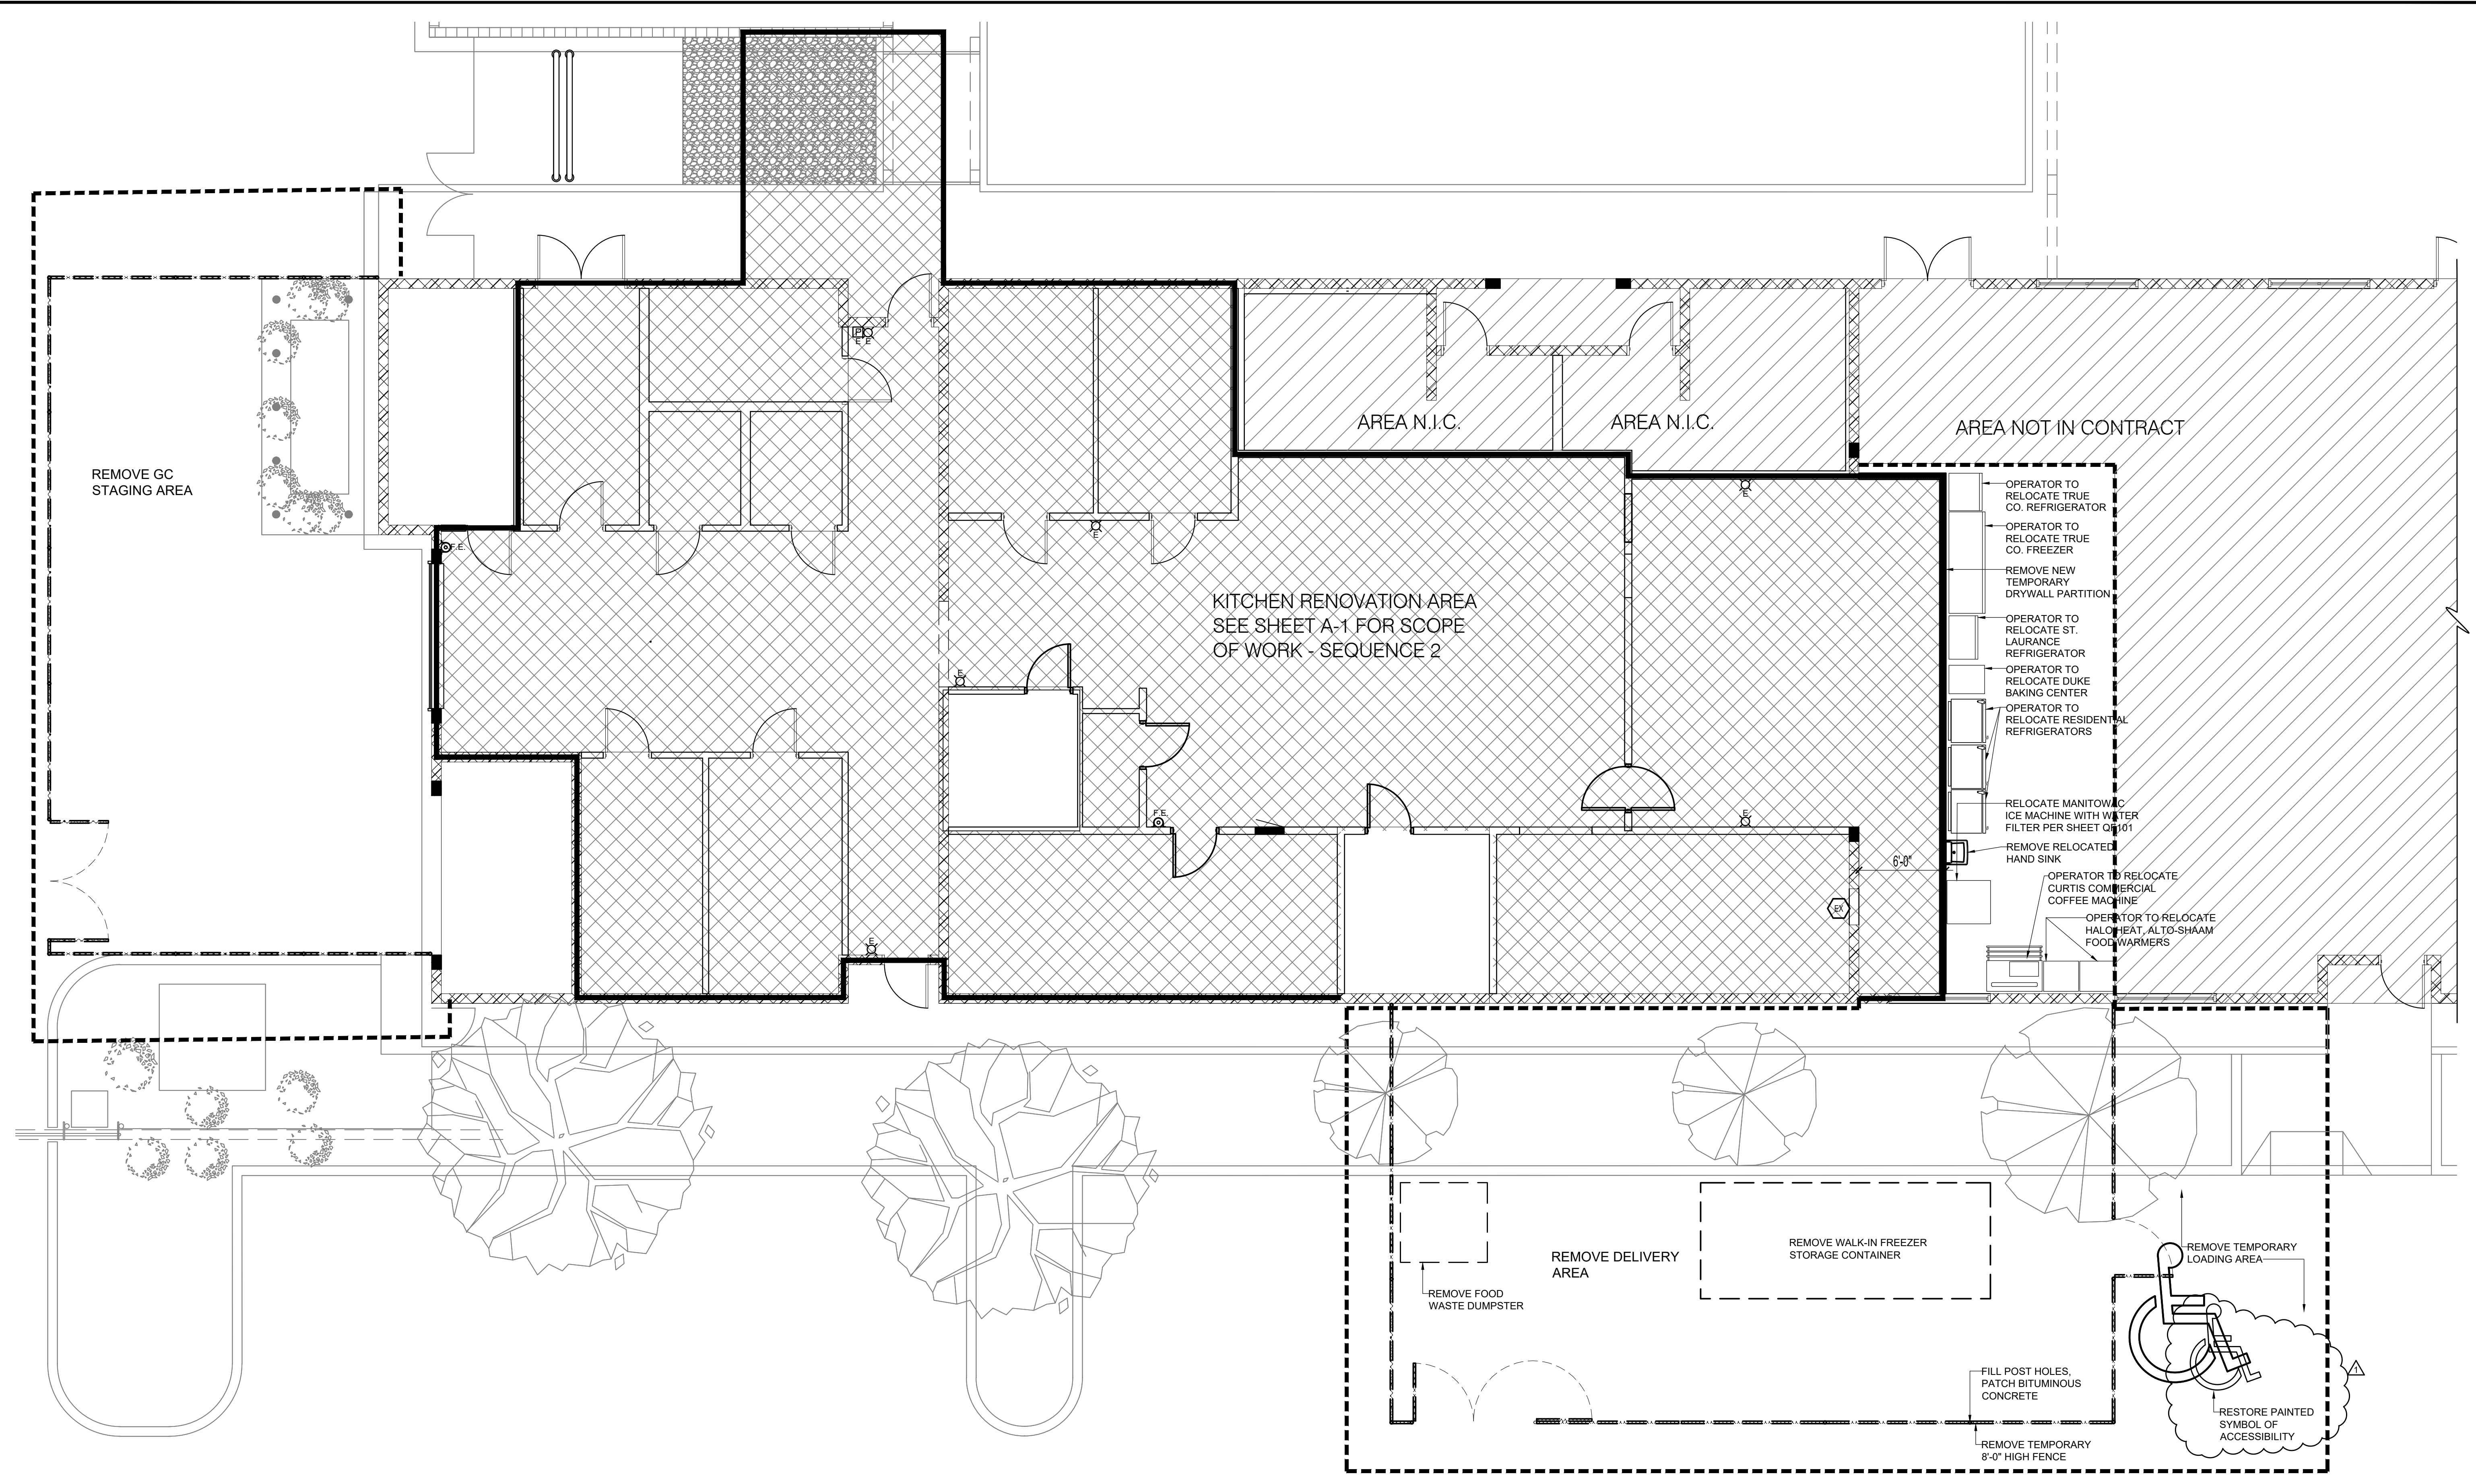 REMOVE GC
STAGING AREA
F.E.
P
E E
E
E
E
F.E.
E
E
E
EX
AREA N.I.C.
AREA N.I.C.
AREA NOT IN CONTRACT
KITCHEN RENOVATION AREA
SEE SHEET A-1 FOR SCOPE
OF WORK - SEQUENCE 2
OPERATOR TO
RELOCATE TRUE
CO. REFRIGERATOR
OPERATOR TO
RELOCATE TRUE
CO. FREEZER
REMOVE NEW
TEMPORARY
DRYWALL PARTITION
OPERATOR TO
RELOCATE ST.
LAURANCE
REFRIGERATOR
OPERATOR TO
RELOCATE DUKE
BAKING CENTER
OPERATOR TO
RELOCATE RESIDENTIAL
REFRIGERATORS
RELOCATE MANITOWAC
ICE MACHINE WITH WATER
FILTER PER SHEET QF101
REMOVE RELOCATED
HAND SINK
6'-0"
OPERATOR TO RELOCATE
CURTIS COMMERCIAL
COFFEE MACHINE
OPERATOR TO RELOCATE
HALO HEAT, ALTO-SHAAM
FOOD WARMERS
REMOVE DELIVERY
AREA
REMOVE WALK-IN FREEZER
STORAGE CONTAINER
REMOVE FOOD
WASTE DUMPSTER
REMOVE TEMPORARY
LOADING AREA
FILL POST HOLES,
PATCH BITUMINOUS
CONCRETE
1
RESTORE PAINTED
SYMBOL OF
ACCESSIBILITY
REMOVE TEMPORARY
8'-0" HIGH FENCE